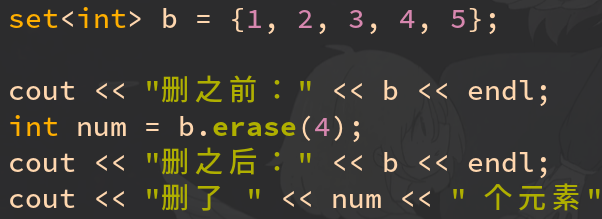 set<int> b = {1, 2, 3, 4, 5};
cout << "删之前：" << b << endl;
int num = b.erase(4);
cout << "删之后：" << b << endl;
cout << "删了 " << num << " 个元素"